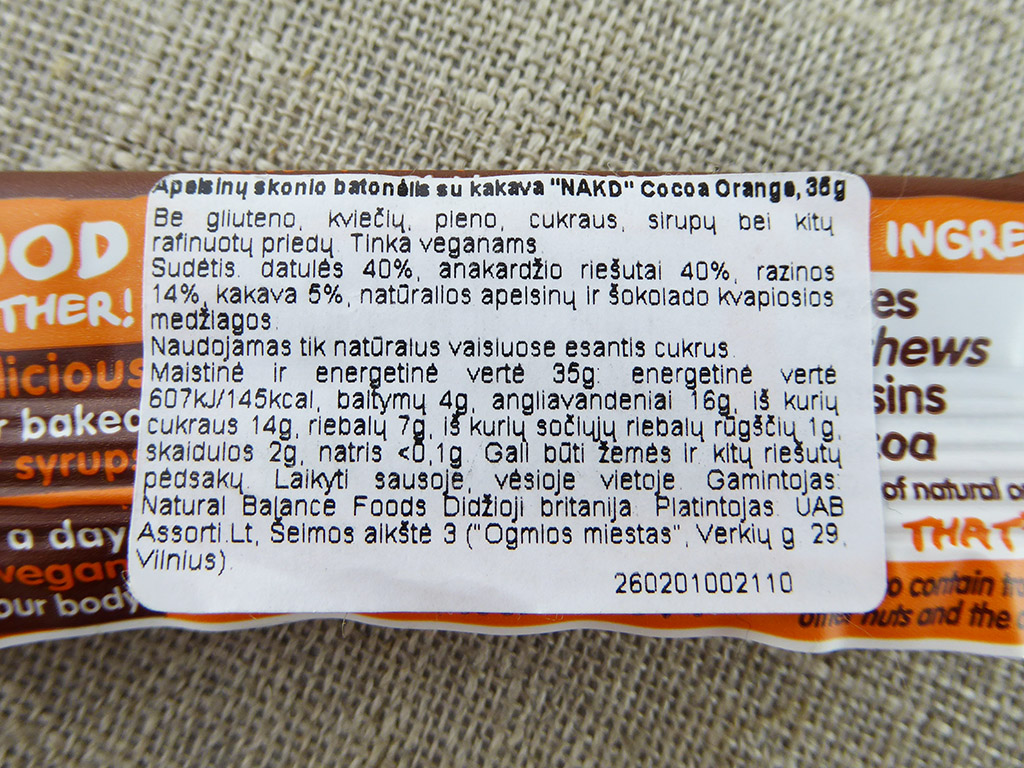 Apelsinų skonio batonėlis su kakava "NAKD" Cocoa Orange, 35g
Be gliuteno, kviečių, pieno, cukraus, sirupų bei kitų
rafinuotų priedų. Tinka veganams.
Sudėtis: datulės 40%, anakardžio riešutai 40%, razinos
14%, kakava 5%, natūralios apelsinų ir šokolado kvapiosios
medžiagos.
Naudojamas tik natūralus vaisiuose esantis cukrus.
Maistinė ir energetinė vertė 35g: energetinė vertė
607kJ/145kcal, baltymų 4g, angliavandeniai 16g, iš kurių
cukraus 14g, riebalų 7g, iš kurių sočiųjų riebalų rūgščių 1g,
skaidulos 2g, natris <0,1g. Gali būti žemės ir kitų riešutų
pėdsakų. Laikyti sausoje, vėsioje vietoje. Gamintojas:
Natural Balance Foods Didžioji britanija. Platintojas: UAB
Assorti.Lt, Šeimos aikštė 3 ("Ogmios miestas", Verkių g. 29,
Vilnius).
260201002110
OOD
THER!
licious
r baked
syrups
a day
vegan
our body
INGRE
es
hews
sins
coa
of natural o
THAT'
o contain tr
other nuts and the